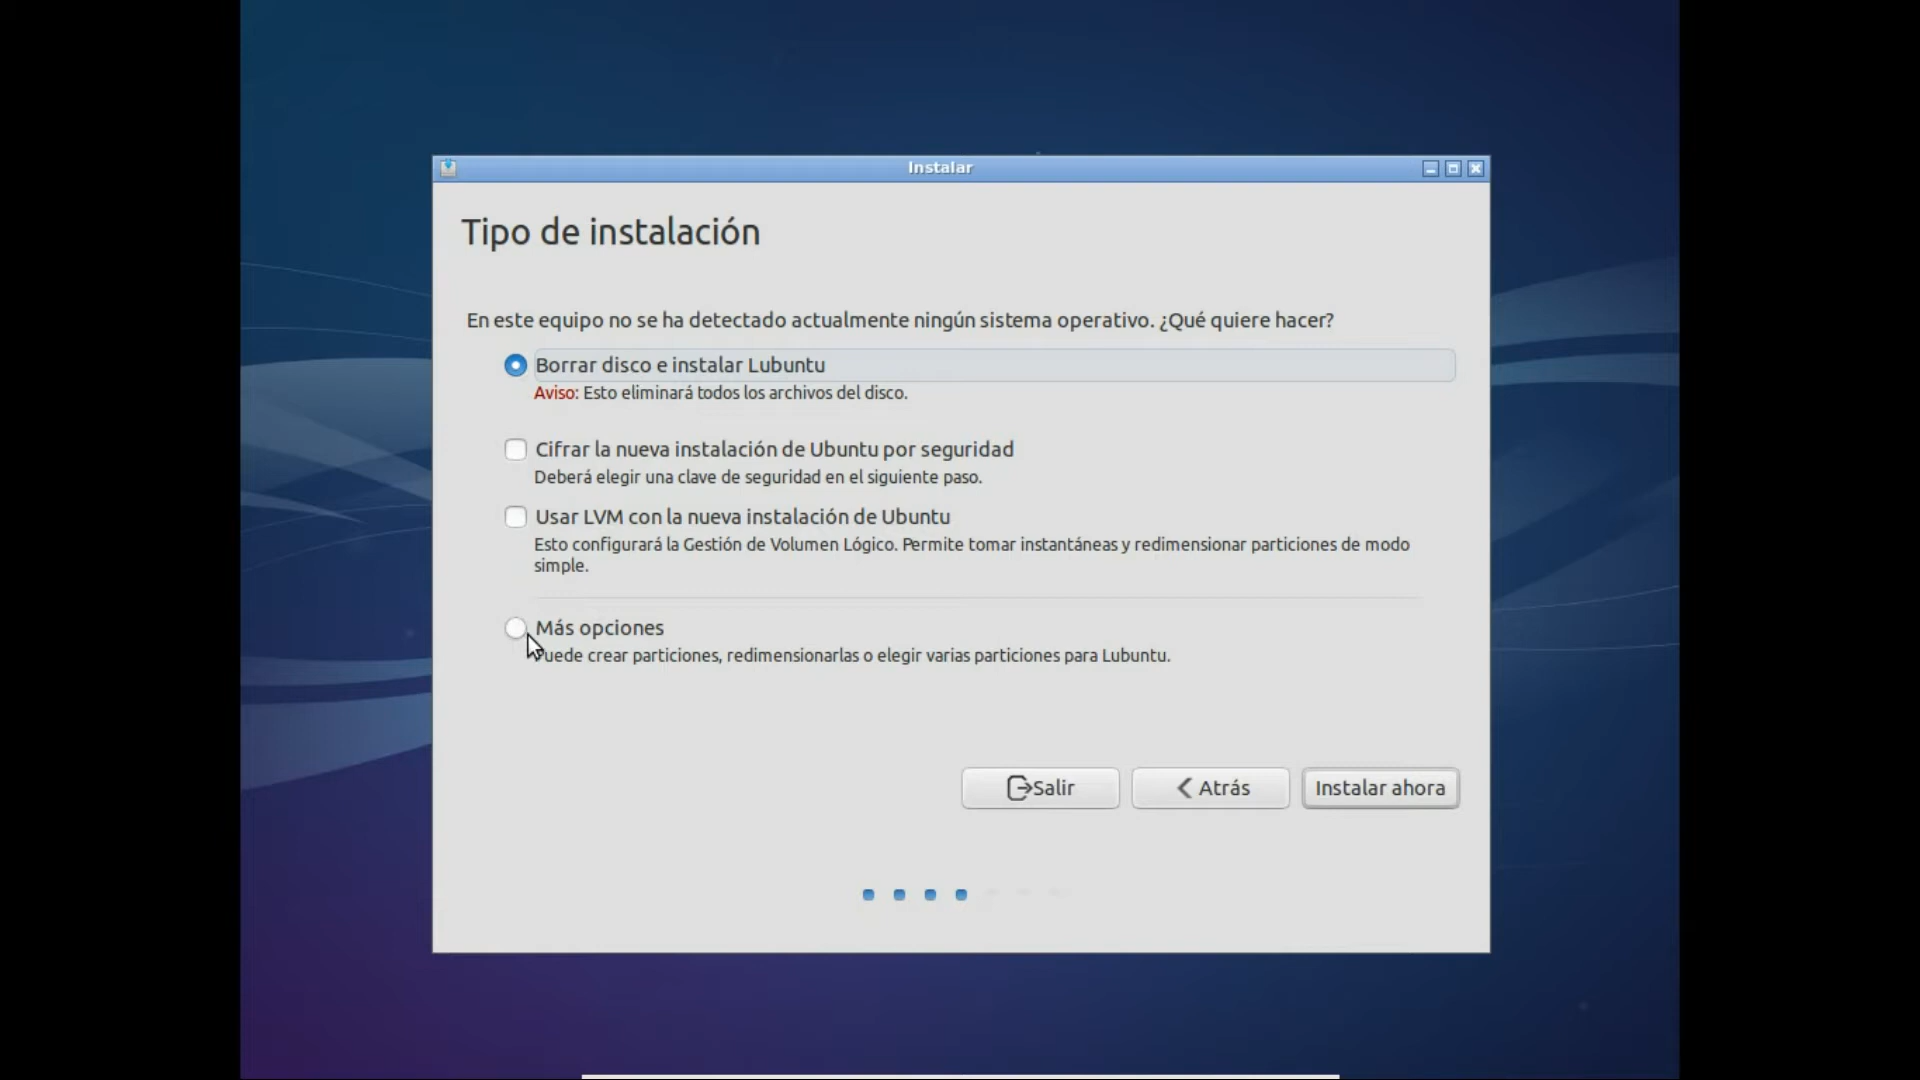 Instalar
Tipo de instalación
En este equipo no se ha detectado actualmente ningún sistema operativo. ¿Qué quiere hacer?
Borrar disco e instalar Lubuntu
Aviso: Esto eliminará todos los archivos del disco.
Cifrar la nueva instalación de Ubuntu por seguridad
Deberá elegir una clave de seguridad en el siguiente paso.
Usar LVM con la nueva instalación de Ubuntu
Esto configurará la Gestión de Volumen Lógico. Permite tomar instantáneas y redimensionar particiones de modo
simple.
Más opciones
Puede crear particiones, redimensionarlas o elegir varias particiones para Lubuntu.
Salir
Atrás
Instalar ahora